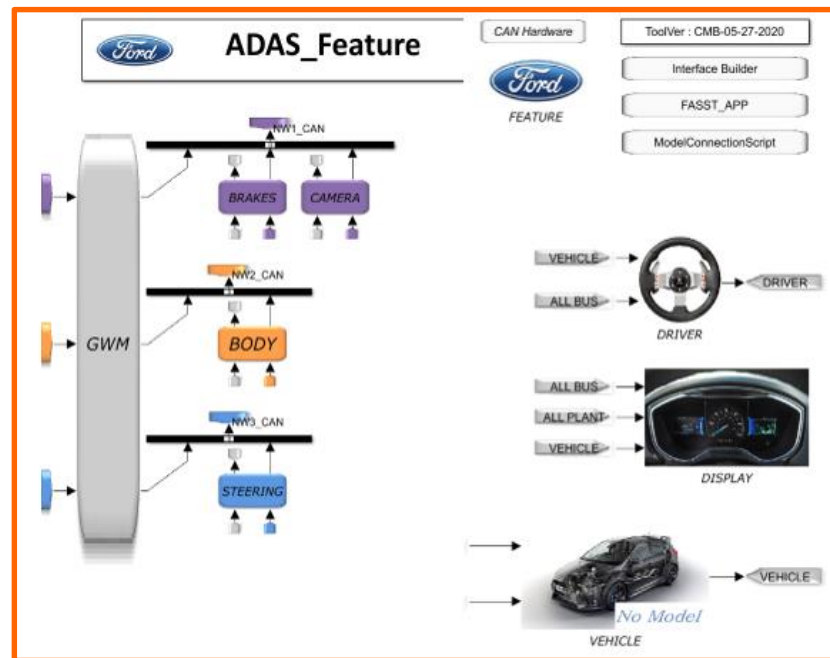 Ford
ADAS_Feature
CAN Hardware
ToolVer : CMB-05-27-2020
Interface Builder
FASST_APP
ModelConnectionScript
Ford
FEATURE
NW1_CAN
BRAKES
CAMERA
NW2_CAN
GWM
BODY
NW3_CAN
STEERING
VEHICLE
ALL BUS
DRIVER
DRIVER
ALL BUS
ALL PLANT
VEHICLE
DISPLAY
No Model
VEHICLE
VEHICLE